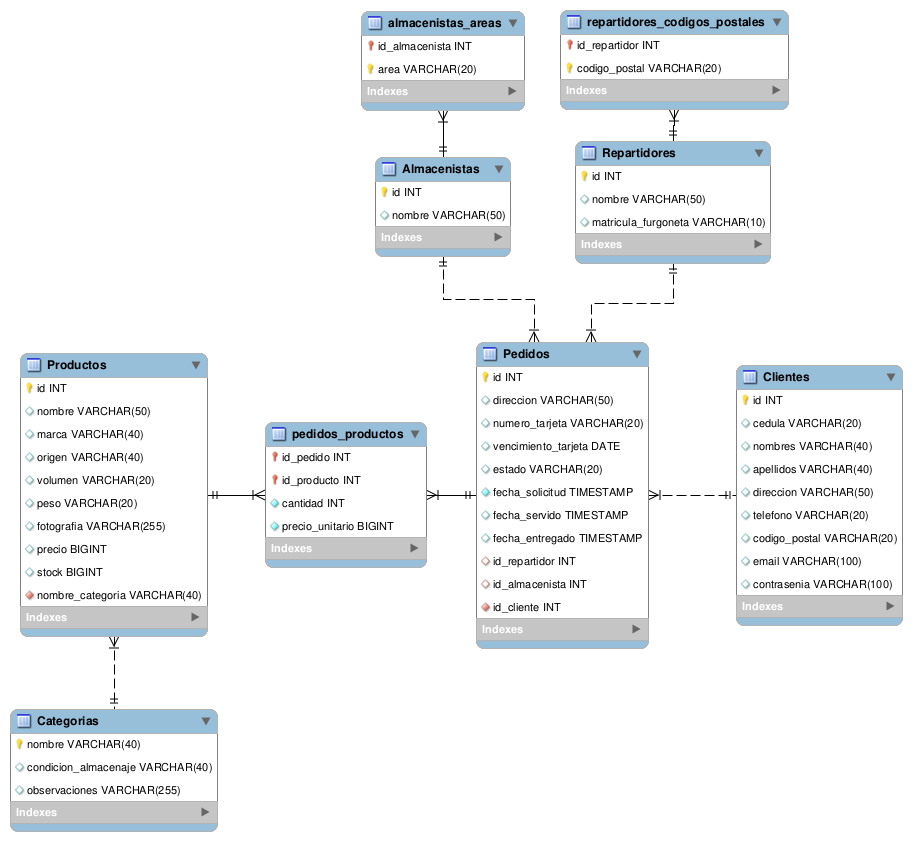 almacenistas_areas
id_almacenista INT
area VARCHAR(20)
Indexes
repartidores_codigos_postales
id_repartidor INT
codigo_postal VARCHAR(20)
Indexes
Almacenistas
id INT
nombre VARCHAR(50)
Indexes
Repartidores
id INT
nombre VARCHAR(50)
matricula_furgoneta VARCHAR(10)
Indexes
Productos
id INT
nombre VARCHAR(50)
marca VARCHAR(40)
origen VARCHAR(40)
volumen VARCHAR(20)
peso VARCHAR(20)
fotografia VARCHAR(255)
precio BIGINT
stock BIGINT
nombre_categoria VARCHAR(40)
Indexes
pedidos_productos
id_pedido INT
id_producto INT
cantidad INT
precio_unitario BIGINT
Indexes
Pedidos
id INT
direccion VARCHAR(50)
numero_tarjeta VARCHAR(20)
vencimiento_tarjeta DATE
estado VARCHAR(20)
fecha_solicitud TIMESTAMP
fecha_servido TIMESTAMP
fecha_entregado TIMESTAMP
id_repartidor INT
id_almacenista INT
id_cliente INT
Indexes
Clientes
id INT
cedula VARCHAR(20)
nombres VARCHAR(40)
apellidos VARCHAR(40)
direccion VARCHAR(50)
telefono VARCHAR(20)
codigo_postal VARCHAR(20)
email VARCHAR(100)
contrasenia VARCHAR(100)
Indexes
Categorias
nombre VARCHAR(40)
condicion_almacenaje VARCHAR(40)
observaciones VARCHAR(255)
Indexes